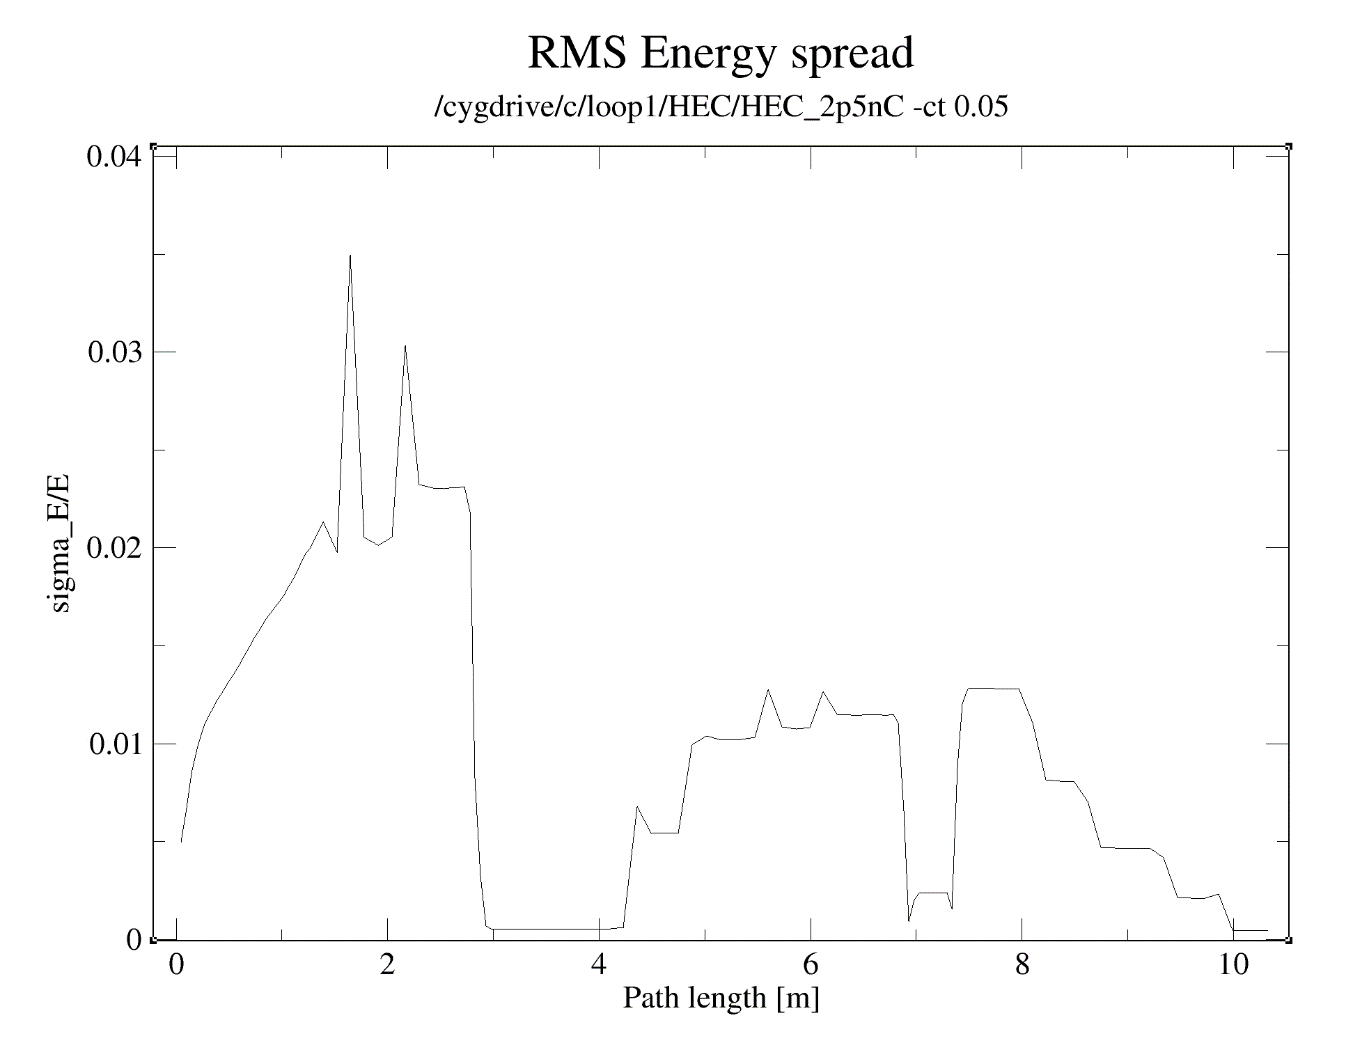 RMS Energy spread
/cygdrive/c/loop1/HEC/HEC_2p5nC -ct 0.05
0.04
0.03
0.02
0.01
0
sigma_E/E
0 2 4 6 8 10
Path length [m]